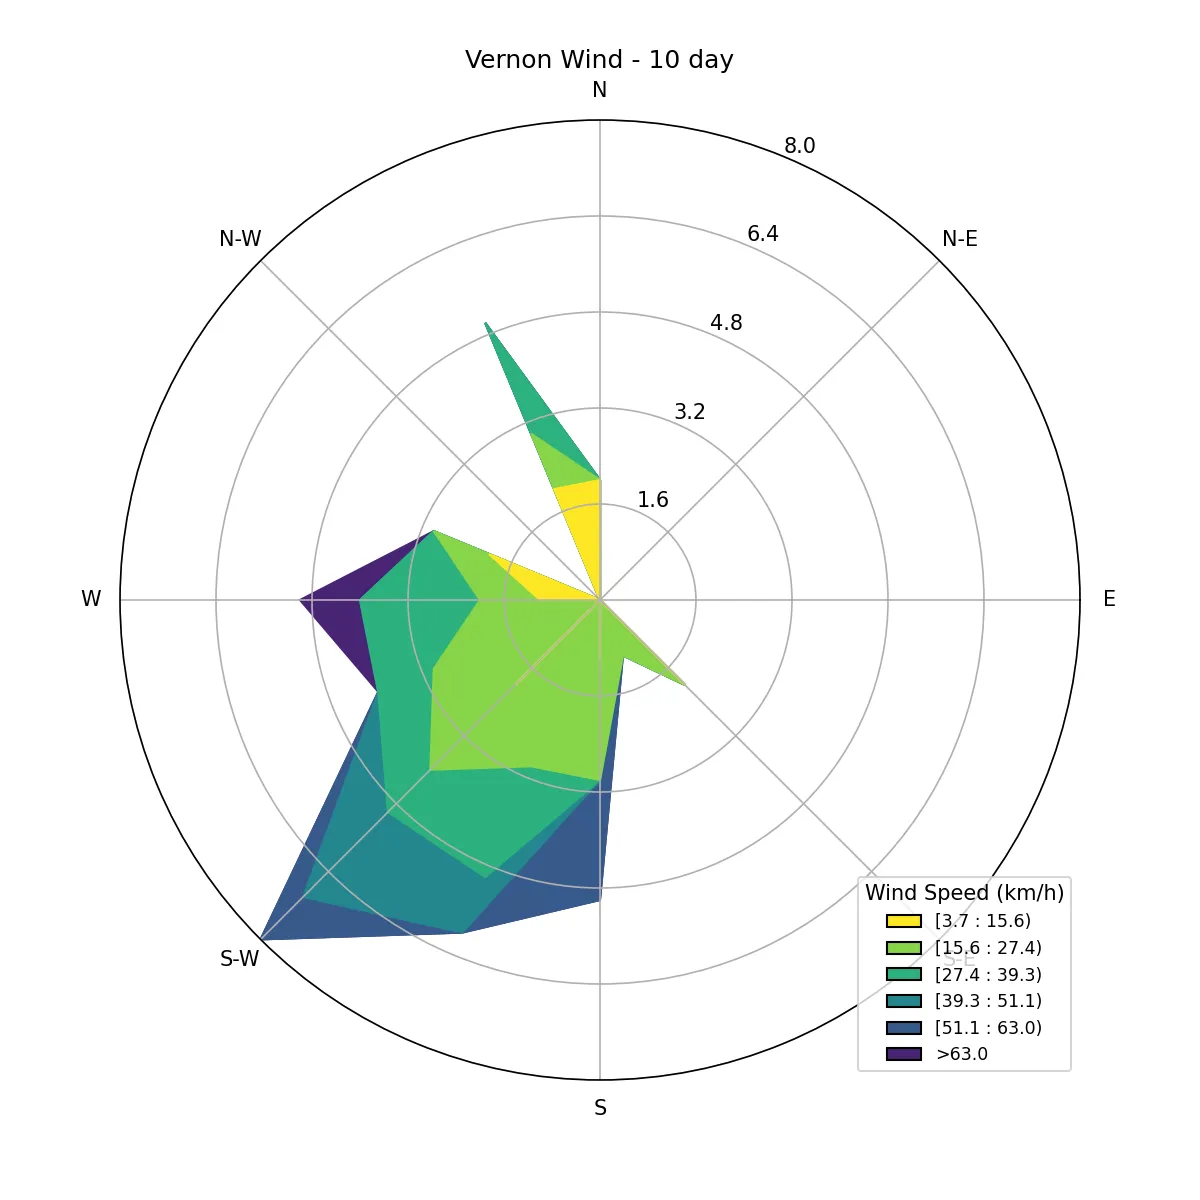 Vernon Wind - 10 day
N
8.0
N-W
6.4
N-E
4.8
3.2
1.6
W
E
S-W
S-E
S
Wind Speed (km/h)
[3.7 : 15.6)
[15.6 : 27.4)
[27.4 : 39.3)
[39.3 : 51.1)
[51.1 : 63.0)
>63.0